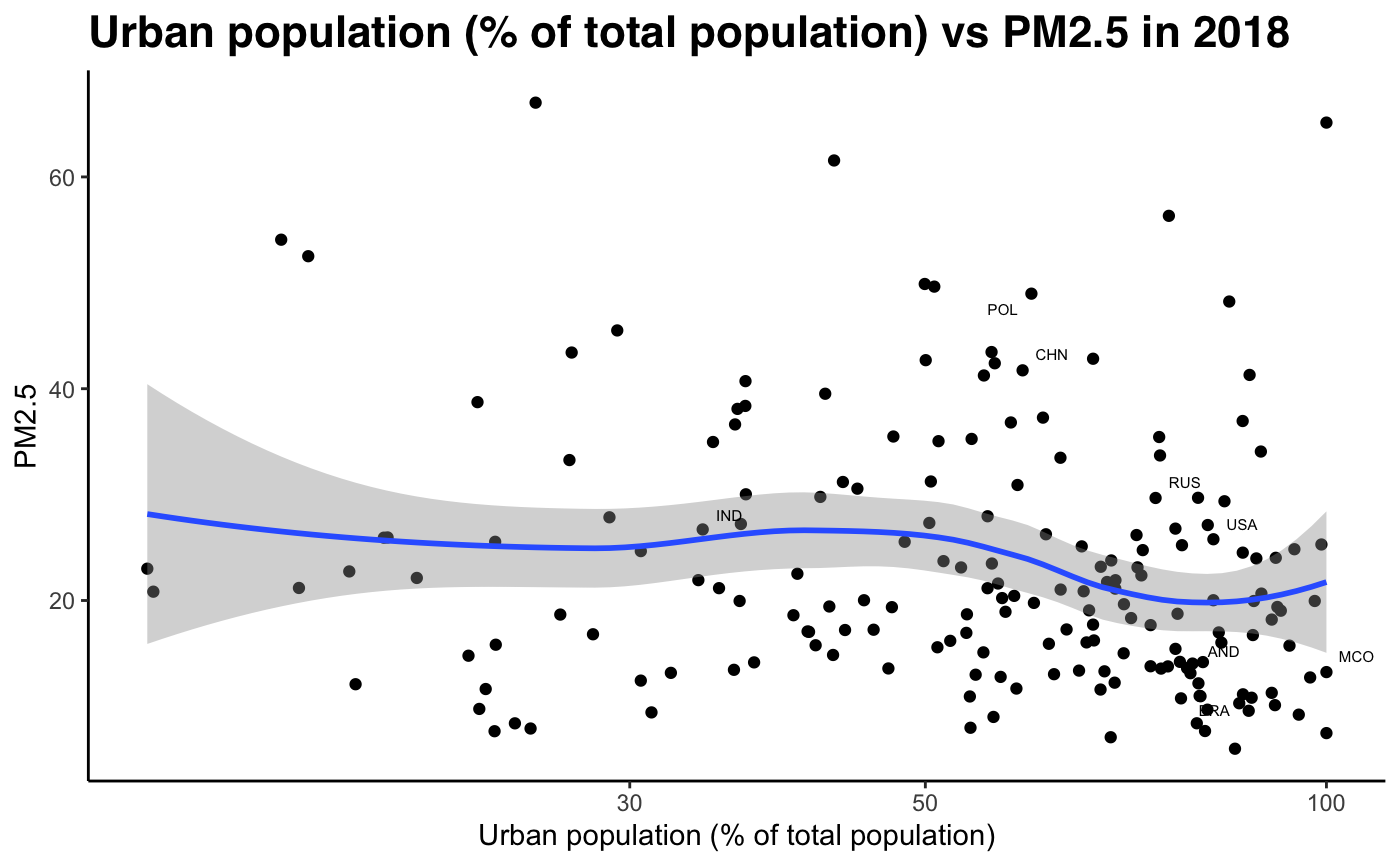 Urban population (% of total population) vs PM2.5 in 2018
PM2.5
60
40
20
POL
CHN
RUS
IND
USA
AND
MCO
BRA
30
50
100
Urban population (% of total population)